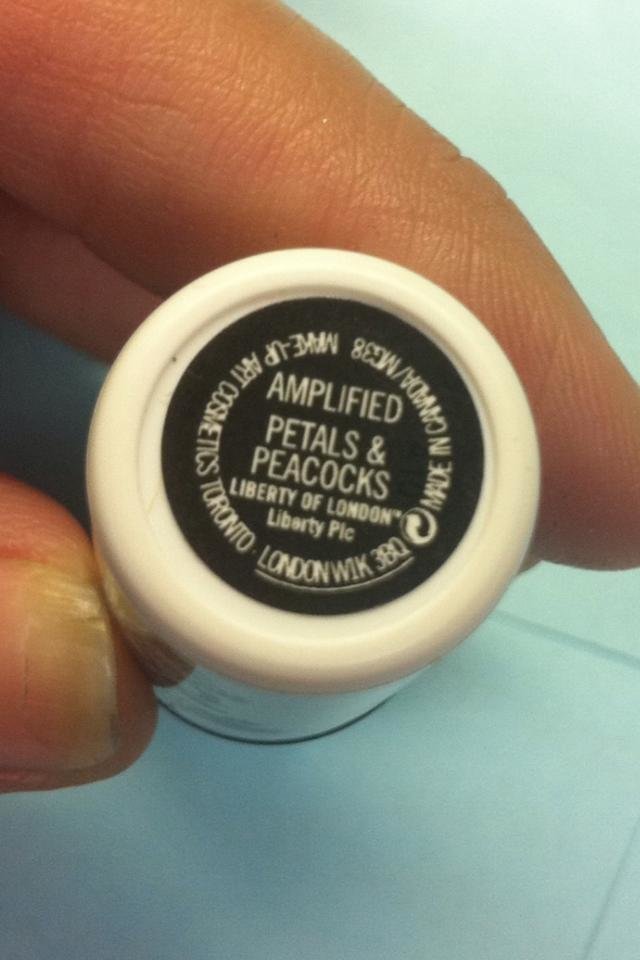 AMPLIFIED
PETALS &
PEACOCKS
LIBERTY OF LONDON™
Liberty Plc
MAKE-UP ART COSMETICS TORONTO · LONDON W1K 3BQ
MADE IN CANADA/MG38